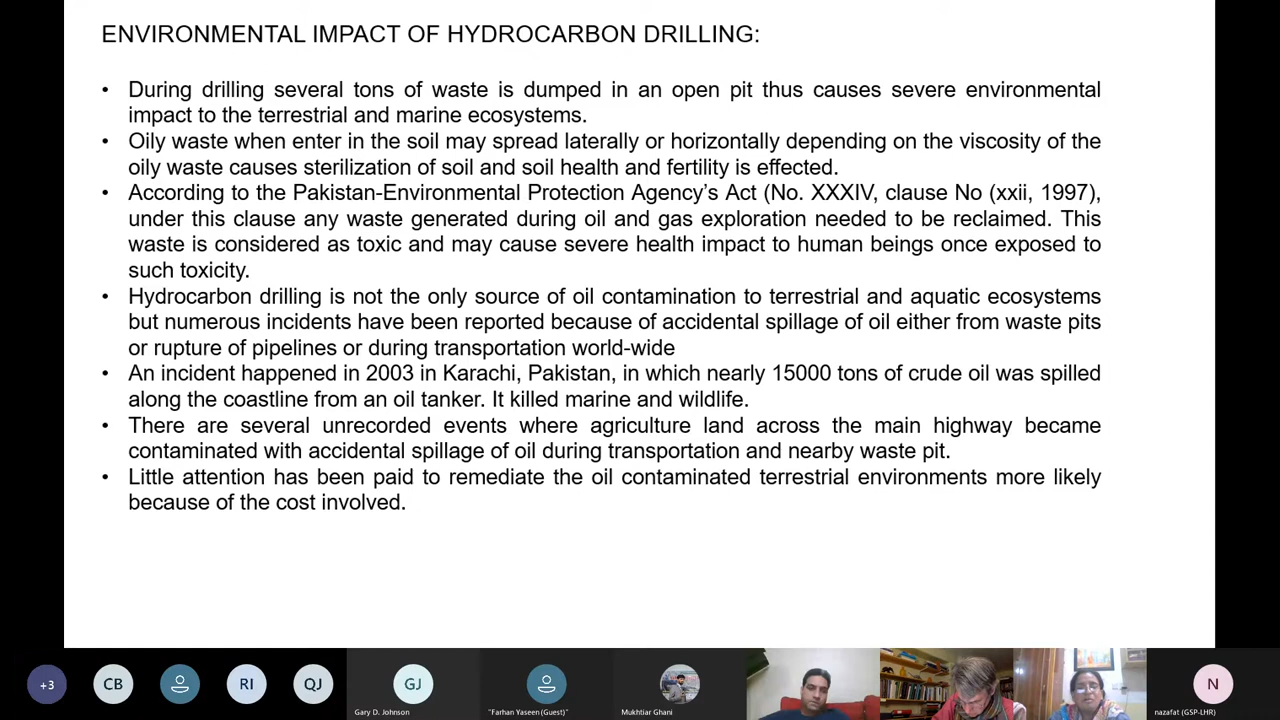 ENVIRONMENTAL IMPACT OF HYDROCARBON DRILLING:
• During drilling several tons of waste is dumped in an open pit thus causes severe environmental
impact to the terrestrial and marine ecosystems.
• Oily waste when enter in the soil may spread laterally or horizontally depending on the viscosity of the
oily waste causes sterilization of soil and soil health and fertility is effected.
• According to the Pakistan-Environmental Protection Agency’s Act (No. XXXIV, clause No (xxii, 1997),
under this clause any waste generated during oil and gas exploration needed to be reclaimed. This
waste is considered as toxic and may cause severe health impact to human beings once exposed to
such toxicity.
• Hydrocarbon drilling is not the only source of oil contamination to terrestrial and aquatic ecosystems
but numerous incidents have been reported because of accidental spillage of oil either from waste pits
or rupture of pipelines or during transportation world-wide
• An incident happened in 2003 in Karachi, Pakistan, in which nearly 15000 tons of crude oil was spilled
along the coastline from an oil tanker. It killed marine and wildlife.
• There are several unrecorded events where agriculture land across the main highway became
contaminated with accidental spillage of oil during transportation and nearby waste pit.
• Little attention has been paid to remediate the oil contaminated terrestrial environments more likely
because of the cost involved.
+3 CB RI QJ GJ N
Gary D. Johnson "Farhan Yaseen (Guest)" Mukhtiar Ghani nazafat (GSP-LHR)